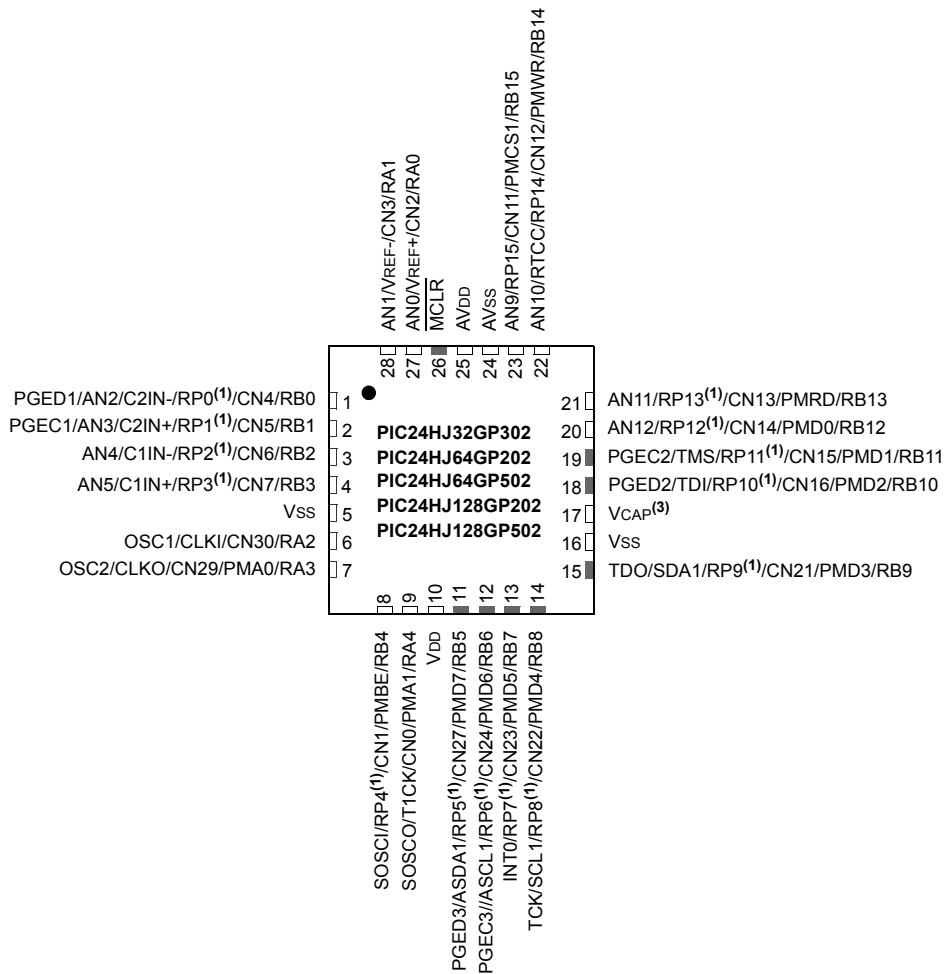 AN1/VREF-/CN3/RA1
AN0/VREF+/CN2/RA0
MCLR
AVDD
AVSS
AN9/RP15/CN11/PMCS1/RB15
AN10/RTCC/RP14/CN12/PMWR/RB14
28
27
26
25
24
23
22
PGED1/AN2/C2IN-/RP0(1)/CN4/RB0
1
PGEC1/AN3/C2IN+/RP1(1)/CN5/RB1
2
AN4/C1IN-/RP2(1)/CN6/RB2
3
AN5/C1IN+/RP3(1)/CN7/RB3
4
VSS
5
OSC1/CLKI/CN30/RA2
6
OSC2/CLKO/CN29/PMA0/RA3
7
PIC24HJ32GP302
PIC24HJ64GP202
PIC24HJ64GP502
PIC24HJ128GP202
PIC24HJ128GP502
21
AN11/RP13(1)/CN13/PMRD/RB13
20
AN12/RP12(1)/CN14/PMD0/RB12
19
PGEC2/TMS/RP11(1)/CN15/PMD1/RB11
18
PGED2/TDI/RP10(1)/CN16/PMD2/RB10
17
VCAP(3)
16
VSS
15
TDO/SDA1/RP9(1)/CN21/PMD3/RB9
8
9
10
11
12
13
14
SOSCI/RP4(1)/CN1/PMBE/RB4
SOSCO/T1CK/CN0/PMA1/RA4
VDD
PGED3/ASDA1/RP5(1)/CN27/PMD7/RB5
PGEC3//ASCL1/RP6(1)/CN24/PMD6/RB6
INT0/RP7(1)/CN23/PMD5/RB7
TCK/SCL1/RP8(1)/CN22/PMD4/RB8